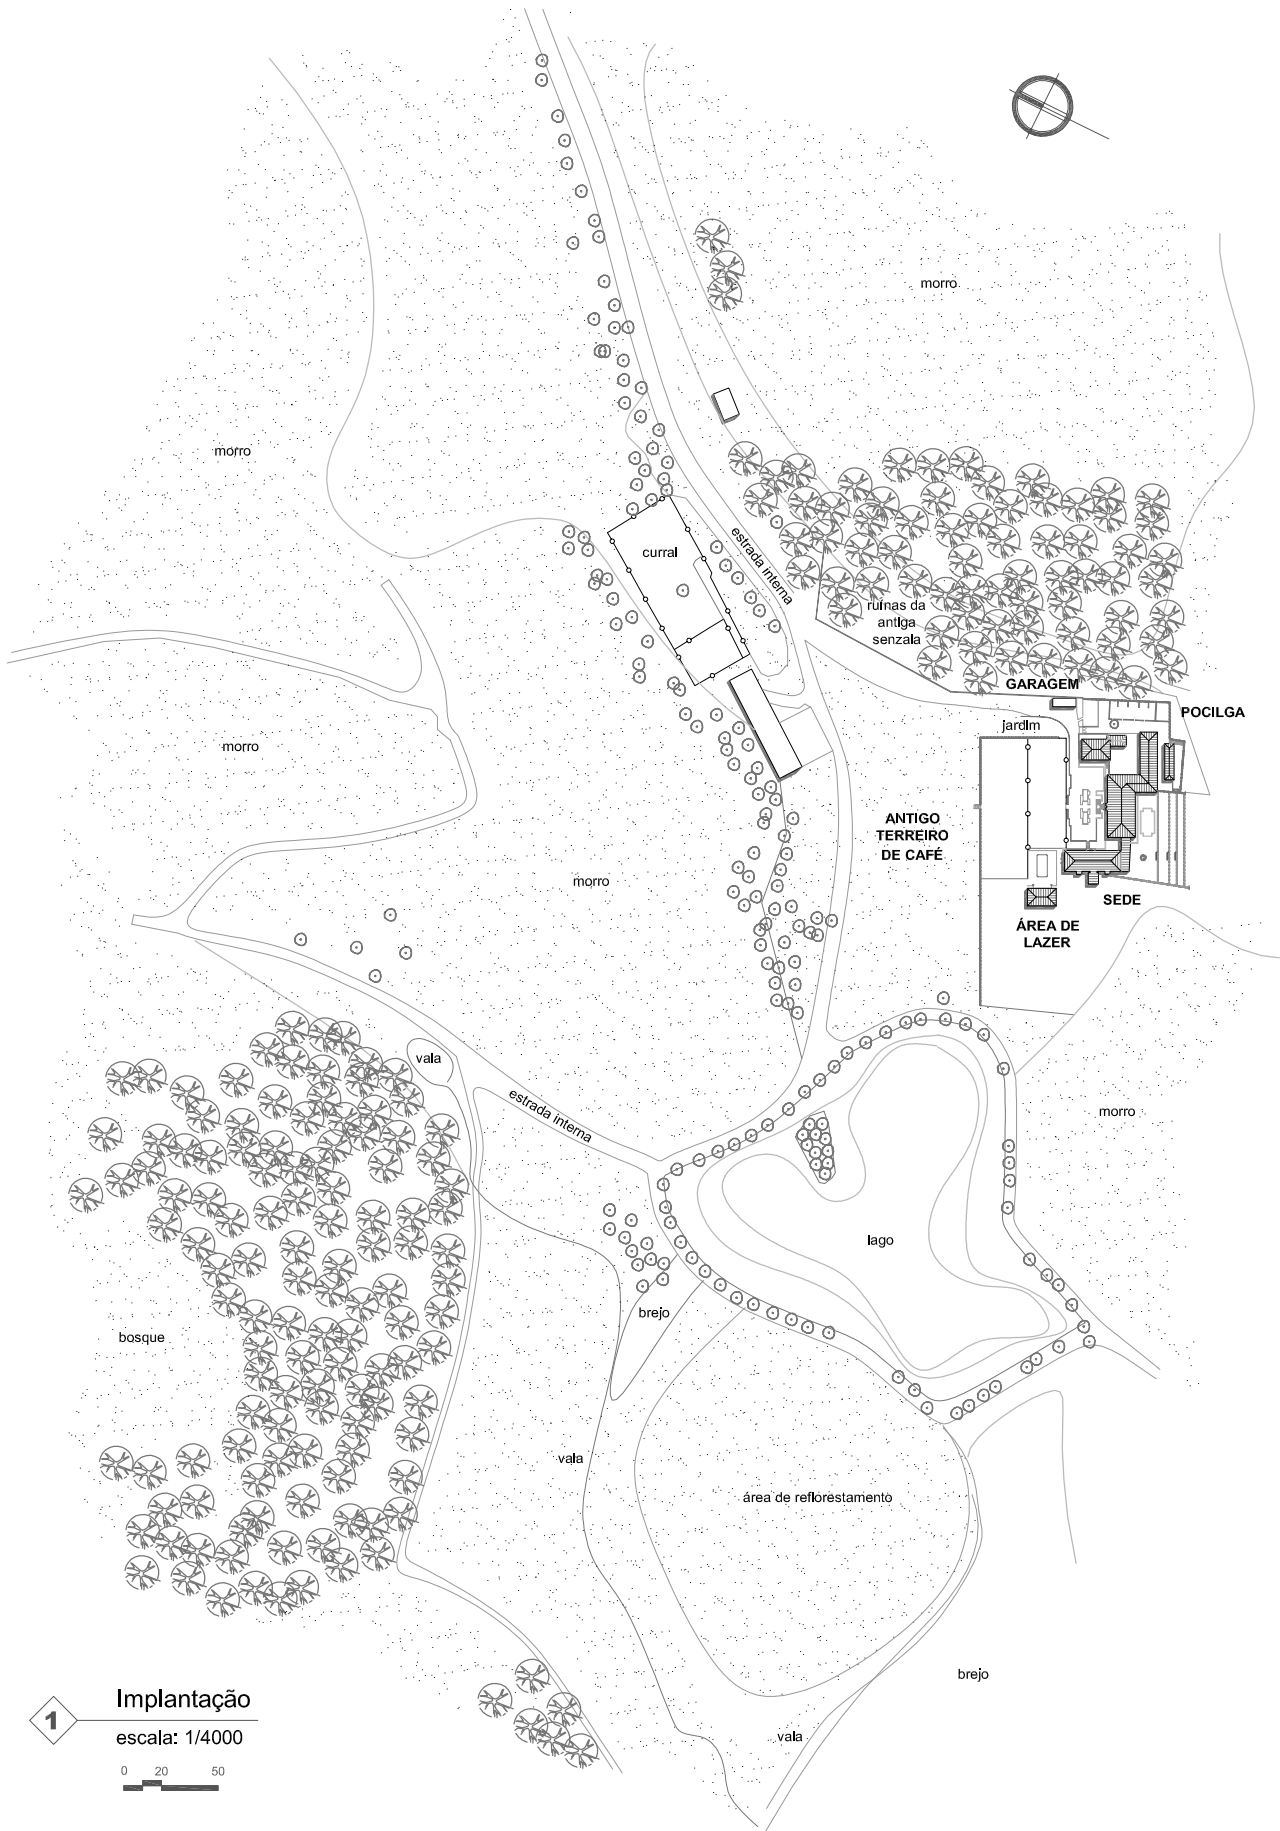 morro
morro
curral
estrada interna
ruínas da
antiga
senzala
GARAGEM
POCILGA
jardim
morro
ANTIGO
TERREIRO
DE CAFÉ
morro
SEDE
ÁREA DE
LAZER
vala
estrada interna
morro
lago
brejo
bosque
vala
área de reflorestamento
brejo
vala
1
Implantação
escala: 1/4000
0 20 50